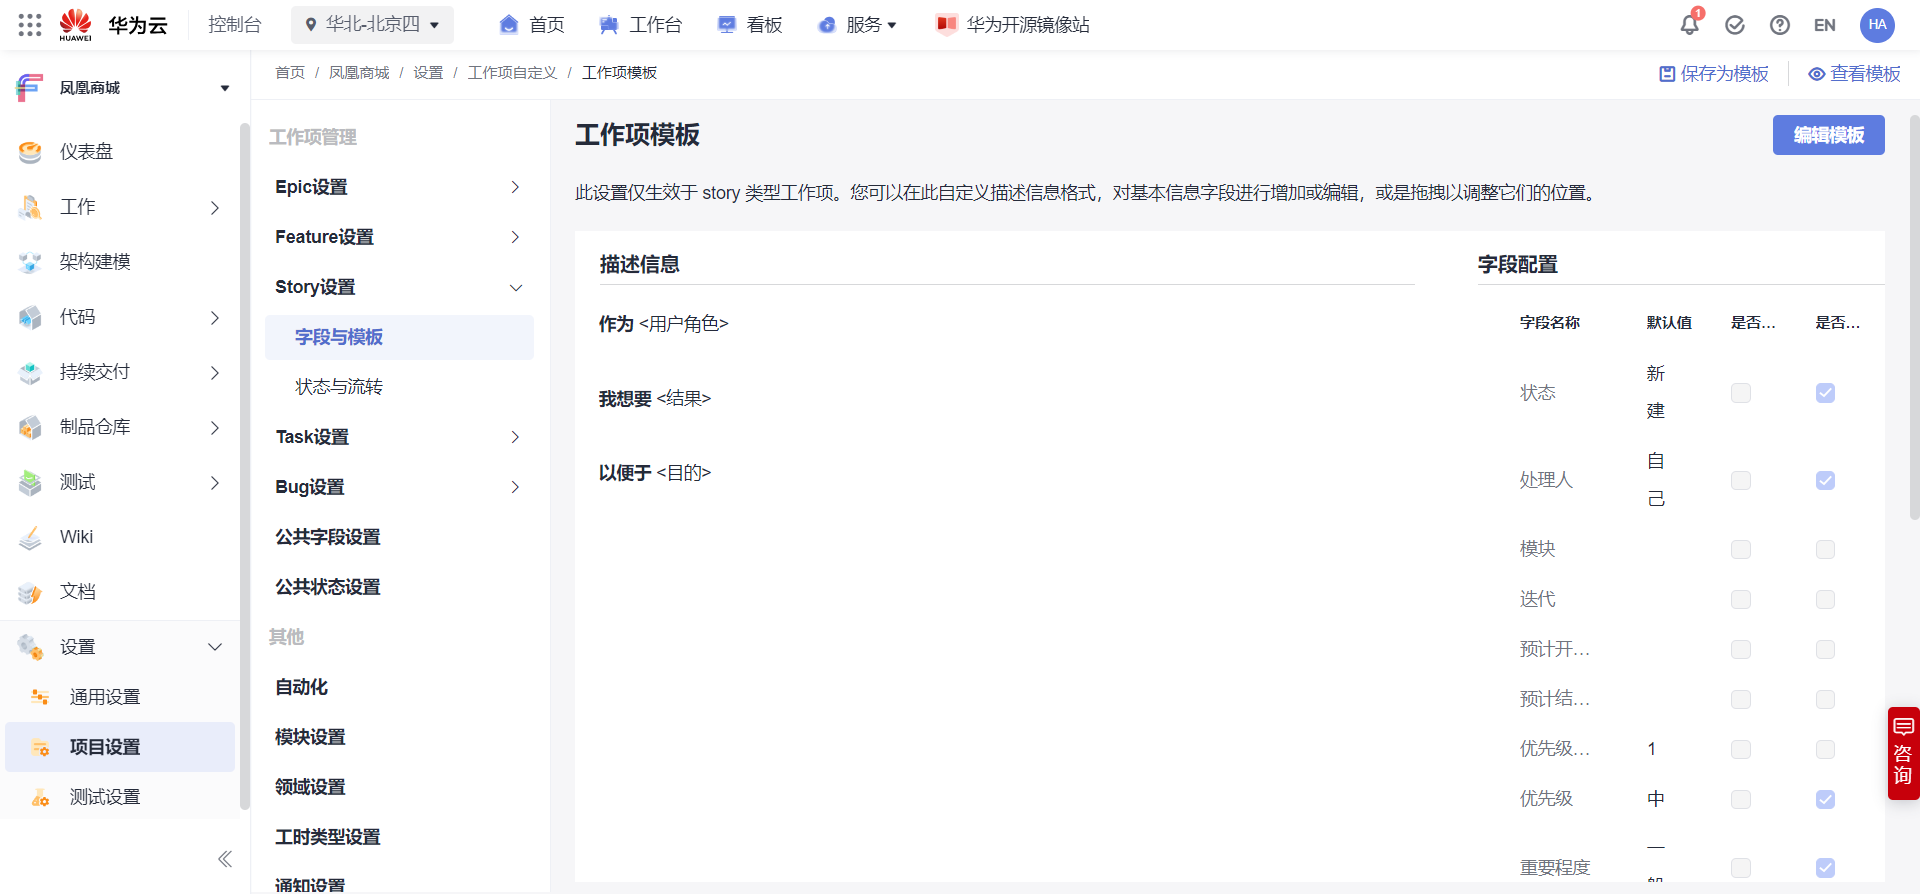 HUAWEI
华为云
控制台
华北-北京四
首页
工作台
看板
服务
华为开源镜像站
1
EN
HA
凤凰商城
首页 / 凤凰商城 / 设置 / 工作项自定义 / 工作项模板
保存为模板
查看模板
仪表盘
工作
架构建模
代码
持续交付
制品仓库
测试
Wiki
文档
设置
通用设置
项目设置
测试设置
工作项管理
Epic设置
Feature设置
Story设置
字段与模板
状态与流转
Task设置
Bug设置
公共字段设置
公共状态设置
其他
自动化
模块设置
领域设置
工时类型设置
通知设置
工作项模板
编辑模板
此设置仅生效于 story 类型工作项。您可以在此自定义描述信息格式，对基本信息字段进行增加或编辑，或是拖拽以调整它们的位置。
描述信息
作为 <用户角色>
我想要 <结果>
以便于 <目的>
字段配置
字段名称 默认值 是否... 是否...
状态 新建
处理人 自己
模块
迭代
预计开...
预计结...
优先级... 1
优先级 中
重要程度 一般
咨询